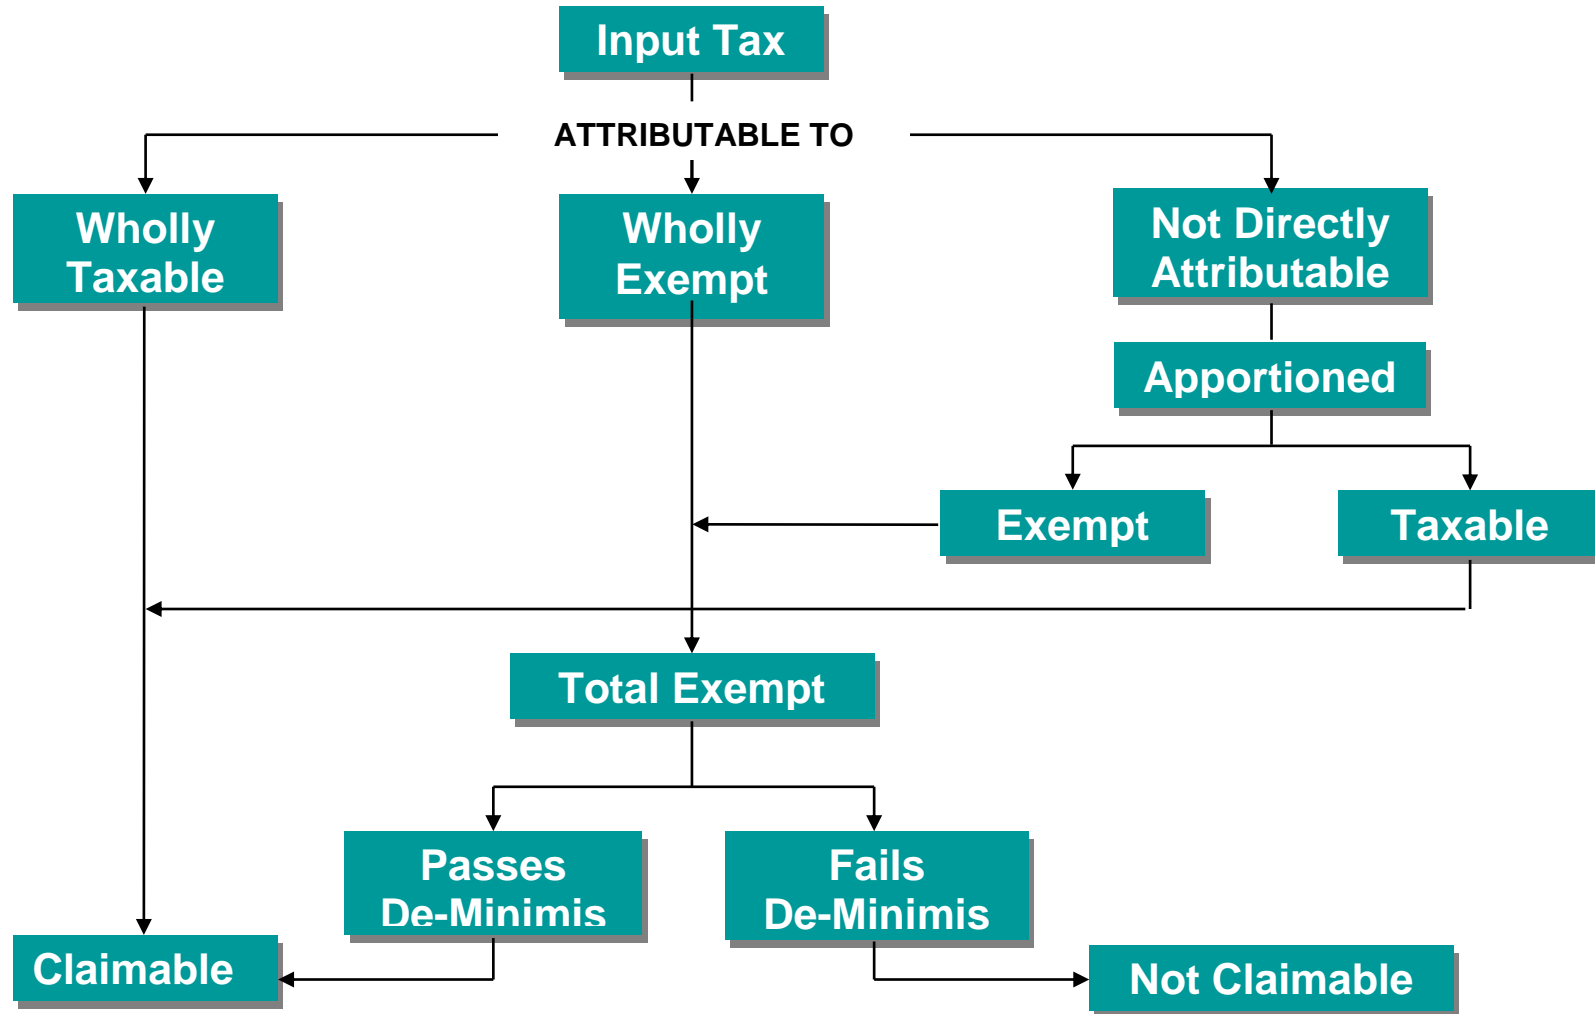 Input Tax
ATTRIBUTABLE TO
Wholly
Taxable
Wholly
Exempt
Not Directly
Attributable
Apportioned
Exempt
Taxable
Total Exempt
Passes
De-Minimis
Fails
De-Minimis
Claimable
Not Claimable